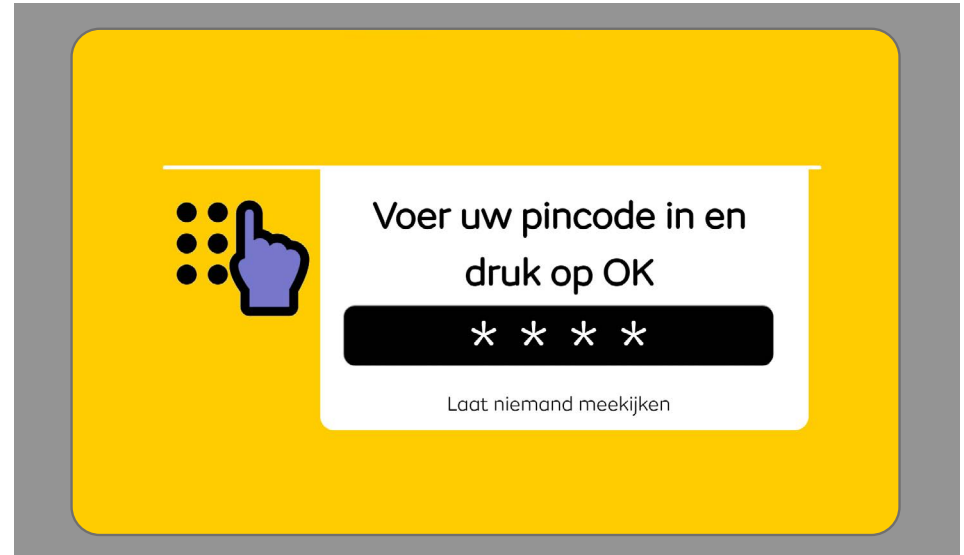 Voer uw pincode in en
druk op OK
* * * *
Laat niemand meekijken